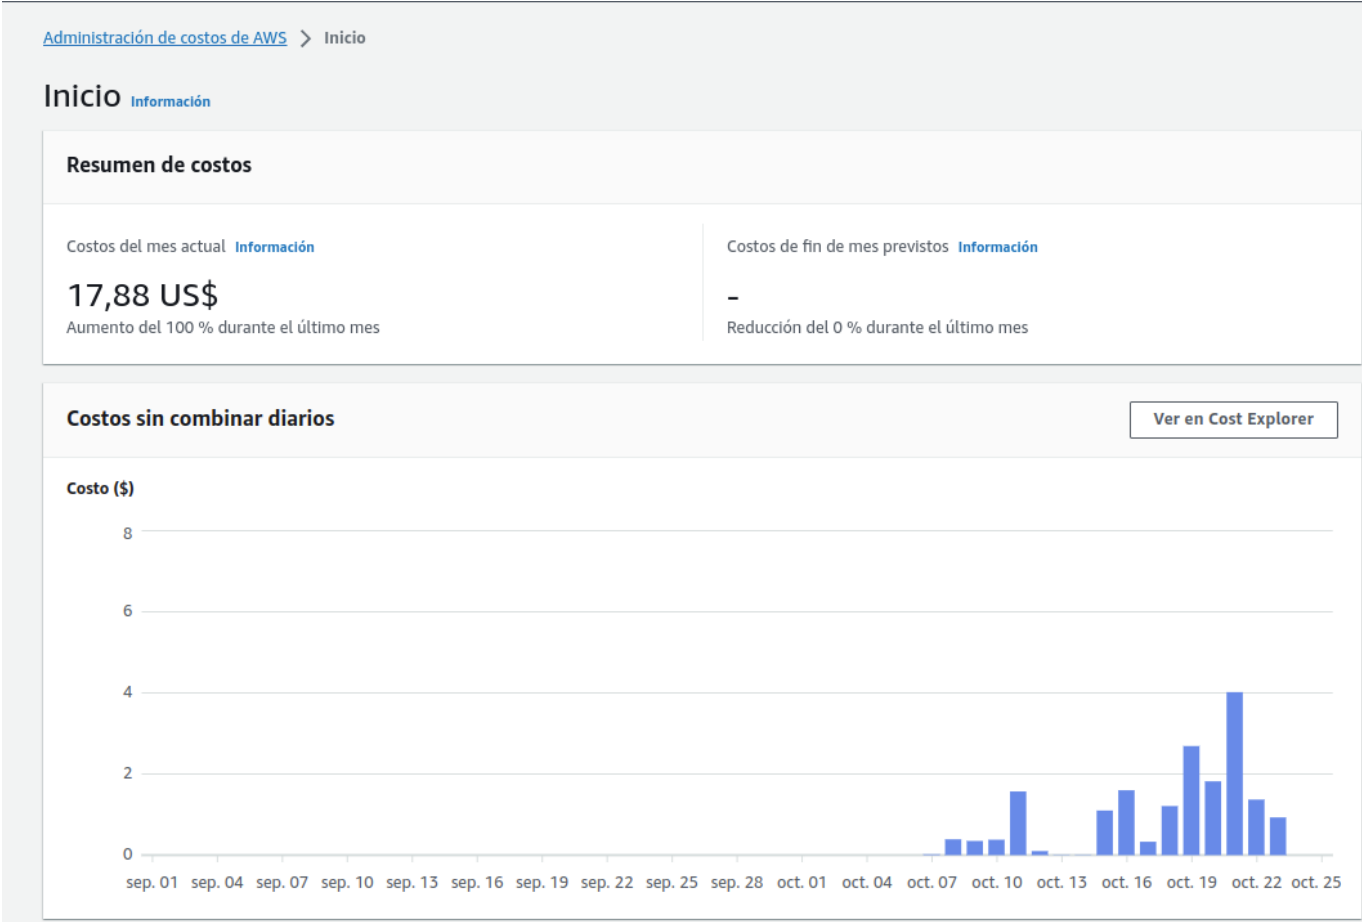 Administración de costos de AWS > Inicio
Inicio Información
Resumen de costos
Costos del mes actual Información
17,88 US$
Aumento del 100 % durante el último mes
Costos de fin de mes previstos Información
-
Reducción del 0 % durante el último mes
Costos sin combinar diarios
Ver en Cost Explorer
Costo ($)
8
6
4
2
0
sep. 01 sep. 04 sep. 07 sep. 10 sep. 13 sep. 16 sep. 19 sep. 22 sep. 25 sep. 28 oct. 01 oct. 04 oct. 07 oct. 10 oct. 13 oct. 16 oct. 19 oct. 22 oct. 25